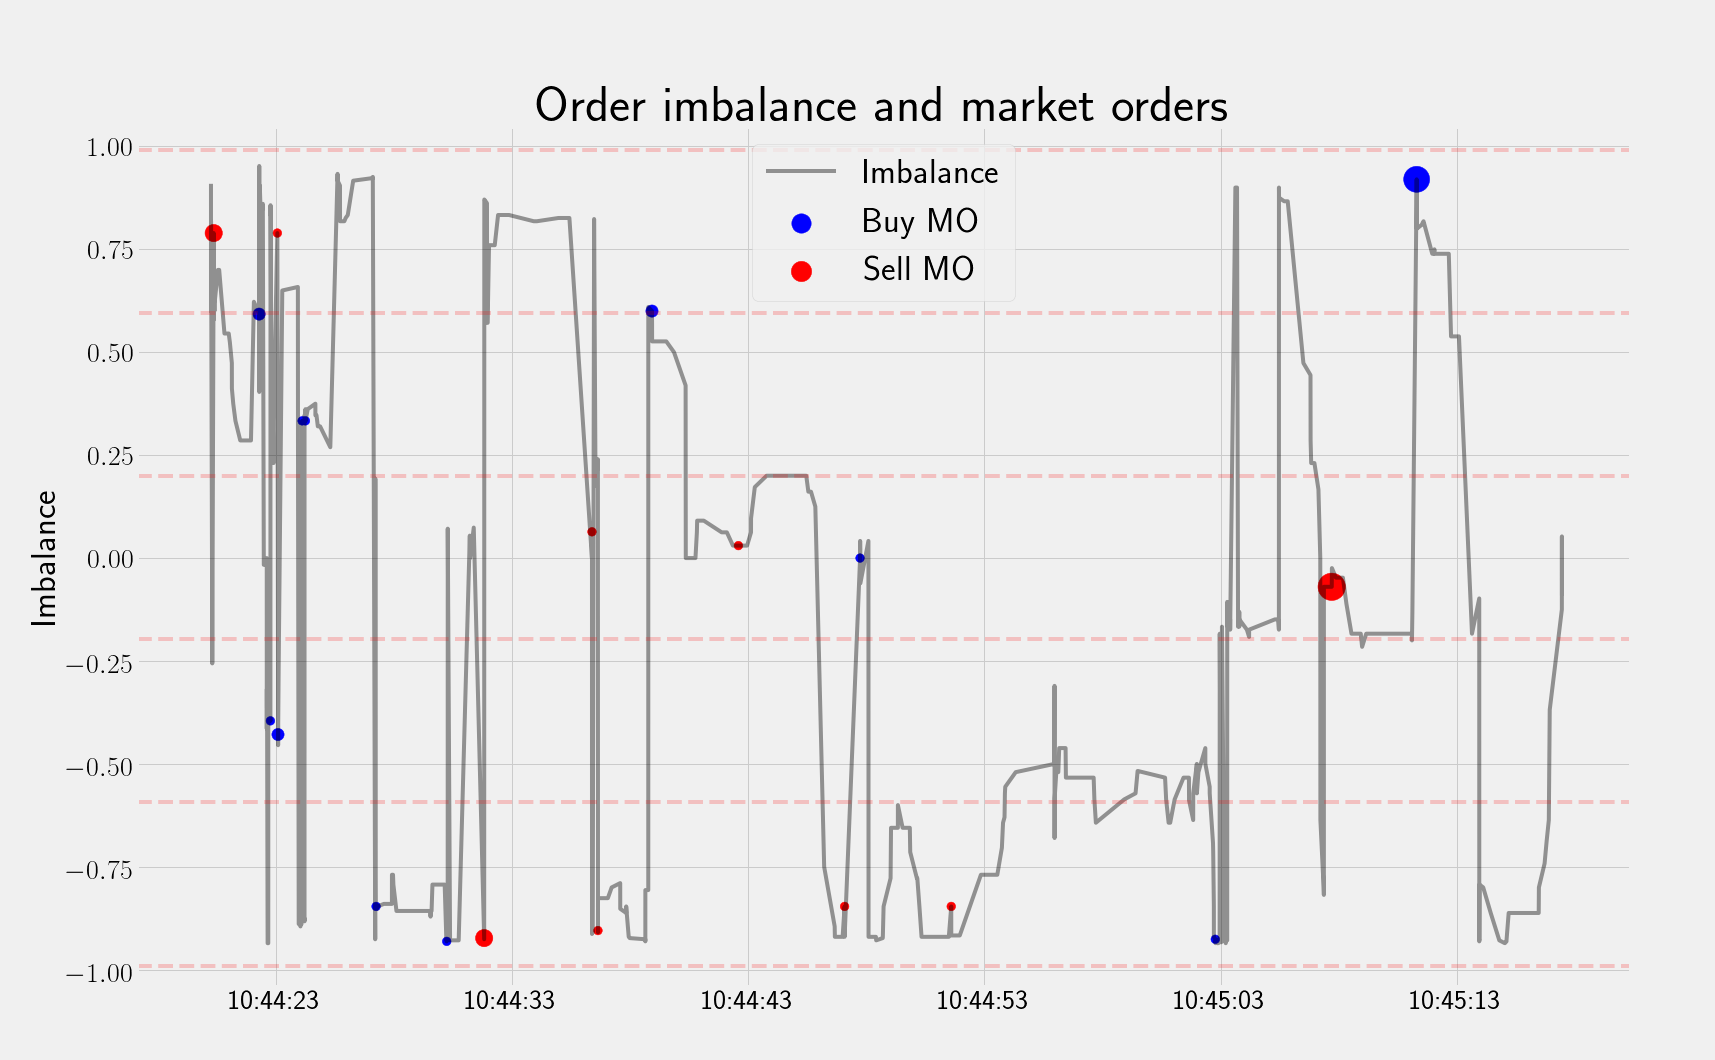 Order imbalance and market orders
Imbalance
Buy MO
Sell MO
Imbalance
1.00
0.75
0.50
0.25
0.00
−0.25
−0.50
−0.75
−1.00
10:44:23 10:44:33 10:44:43 10:44:53 10:45:03 10:45:13